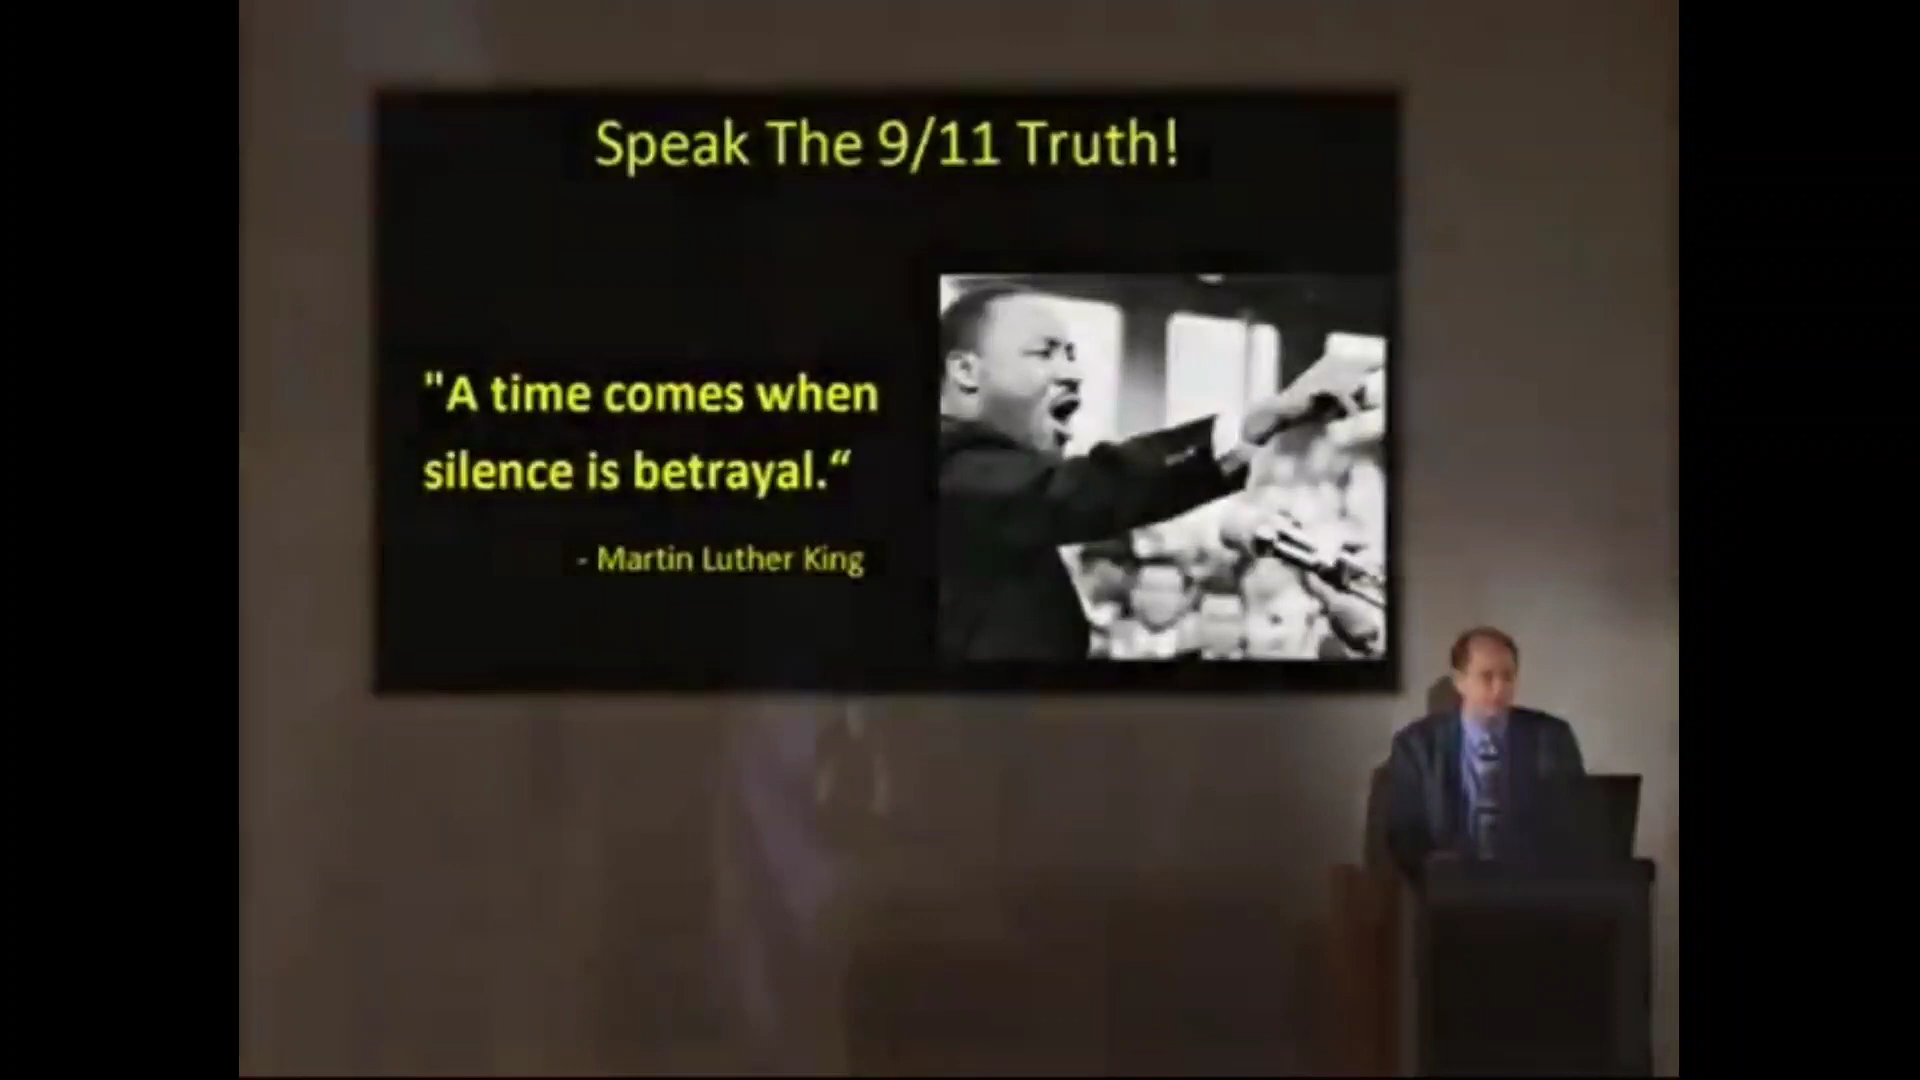 Speak The 9/11 Truth!
"A time comes when
silence is betrayal.“
- Martin Luther King